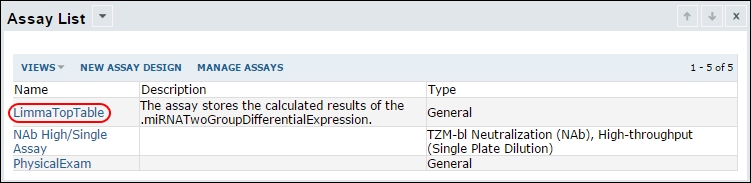 Assay List
VIEWS NEW ASSAY DESIGN MANAGE ASSAYS 1 - 5 of 5
Name Description Type
LimmaTopTable The assay stores the calculated results of the .miRNATwoGroupDifferentialExpression. General
NAb High/Single Assay TZM-bl Neutralization (NAb), High-throughput (Single Plate Dilution)
PhysicalExam General